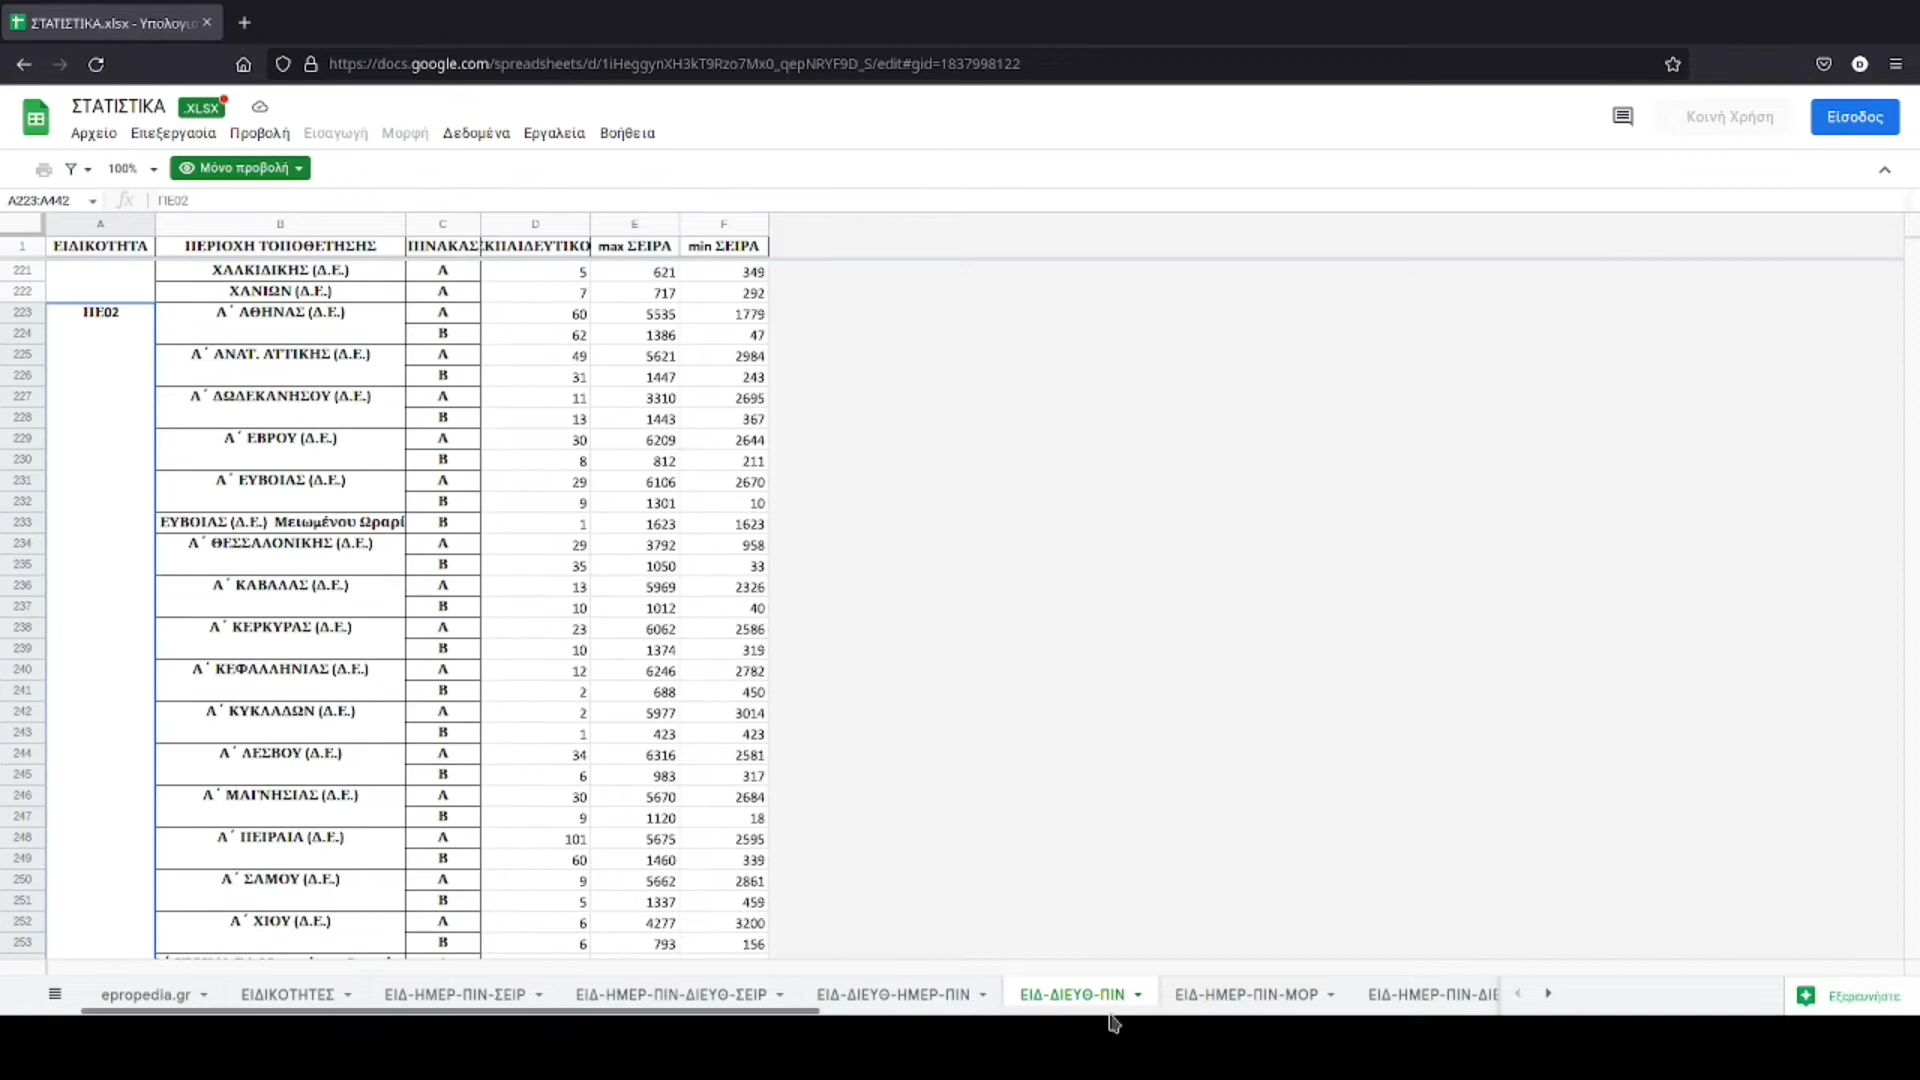 ΣΤΑΤΙΣΤΙΚΑ.xlsx - Υπολογι
https://docs.google.com/spreadsheets/d/1iHeggynXH3kT9Rzo7Mx0_qepNRYF9D_S/edit#gid=1837998122
ΣΤΑΤΙΣΤΙΚΑ .XLSX
Κοινή Χρήση Είσοδος
Αρχείο Επεξεργασία Προβολή Εισαγωγή Μορφή Δεδομένα Εργαλεία Βοήθεια
100% Μόνο προβολή
A223:A442 fx ΠΕ02
A B C D E F
1 ΕΙΔΙΚΟΤΗΤΑ ΠΕΡΙΟΧΗ ΤΟΠΟΘΕΤΗΣΗΣ ΠΙΝΑΚΑΣ ΕΚΠΑΙΔΕΥΤΙΚΟ max ΣΕΙΡΑ min ΣΕΙΡΑ
221 ΧΑΛΚΙΔΙΚΗΣ (Δ.Ε.) Α 5 621 349
222 ΧΑΝΙΩΝ (Δ.Ε.) Α 7 717 292
223 ΠΕ02 Α΄ ΑΘΗΝΑΣ (Δ.Ε.) Α 60 5535 1779
224 Β 62 1386 47
225 Α΄ ΑΝΑΤ. ΑΤΤΙΚΗΣ (Δ.Ε.) Α 49 5621 2984
226 Β 31 1447 243
227 Α΄ ΔΩΔΕΚΑΝΗΣΟΥ (Δ.Ε.) Α 11 3310 2695
228 Β 13 1443 367
229 Α΄ ΕΒΡΟΥ (Δ.Ε.) Α 30 6209 2644
230 Β 8 812 211
231 Α΄ ΕΥΒΟΙΑΣ (Δ.Ε.) Α 29 6106 2670
232 Β 9 1301 10
233 ΕΥΒΟΙΑΣ (Δ.Ε.) Μειωμένου Ωραρί Β 1 1623 1623
234 Α΄ ΘΕΣΣΑΛΟΝΙΚΗΣ (Δ.Ε.) Α 29 3792 958
235 Β 35 1050 33
236 Α΄ ΚΑΒΑΛΑΣ (Δ.Ε.) Α 13 5969 2326
237 Β 10 1012 40
238 Α΄ ΚΕΡΚΥΡΑΣ (Δ.Ε.) Α 23 6062 2586
239 Β 10 1374 319
240 Α΄ ΚΕΦΑΛΛΗΝΙΑΣ (Δ.Ε.) Α 12 6246 2782
241 Β 2 688 450
242 Α΄ ΚΥΚΛΑΔΩΝ (Δ.Ε.) Α 2 5977 3014
243 Β 1 423 423
244 Α΄ ΛΕΣΒΟΥ (Δ.Ε.) Α 34 6316 2581
245 Β 6 983 317
246 Α΄ ΜΑΓΝΗΣΙΑΣ (Δ.Ε.) Α 30 5670 2684
247 Β 9 1120 18
248 Α΄ ΠΕΙΡΑΙΑ (Δ.Ε.) Α 101 5675 2595
249 Β 60 1460 339
250 Α΄ ΣΑΜΟΥ (Δ.Ε.) Α 9 5662 2861
251 Β 5 1337 459
252 Α΄ ΧΙΟΥ (Δ.Ε.) Α 6 4277 3200
253 Β 6 793 156
epropedia.gr ΕΙΔΙΚΟΤΗΤΕΣ ΕΙΔ-ΗΜΕΡ-ΠΙΝ-ΣΕΙΡ ΕΙΔ-ΗΜΕΡ-ΠΙΝ-ΔΙΕΥΘ-ΣΕΙΡ ΕΙΔ-ΔΙΕΥΘ-ΗΜΕΡ-ΠΙΝ ΕΙΔ-ΔΙΕΥΘ-ΠΙΝ ΕΙΔ-ΗΜΕΡ-ΠΙΝ-ΜΟΡ ΕΙΔ-ΗΜΕΡ-ΠΙΝ-ΔΙΕ Εξερευνήστε